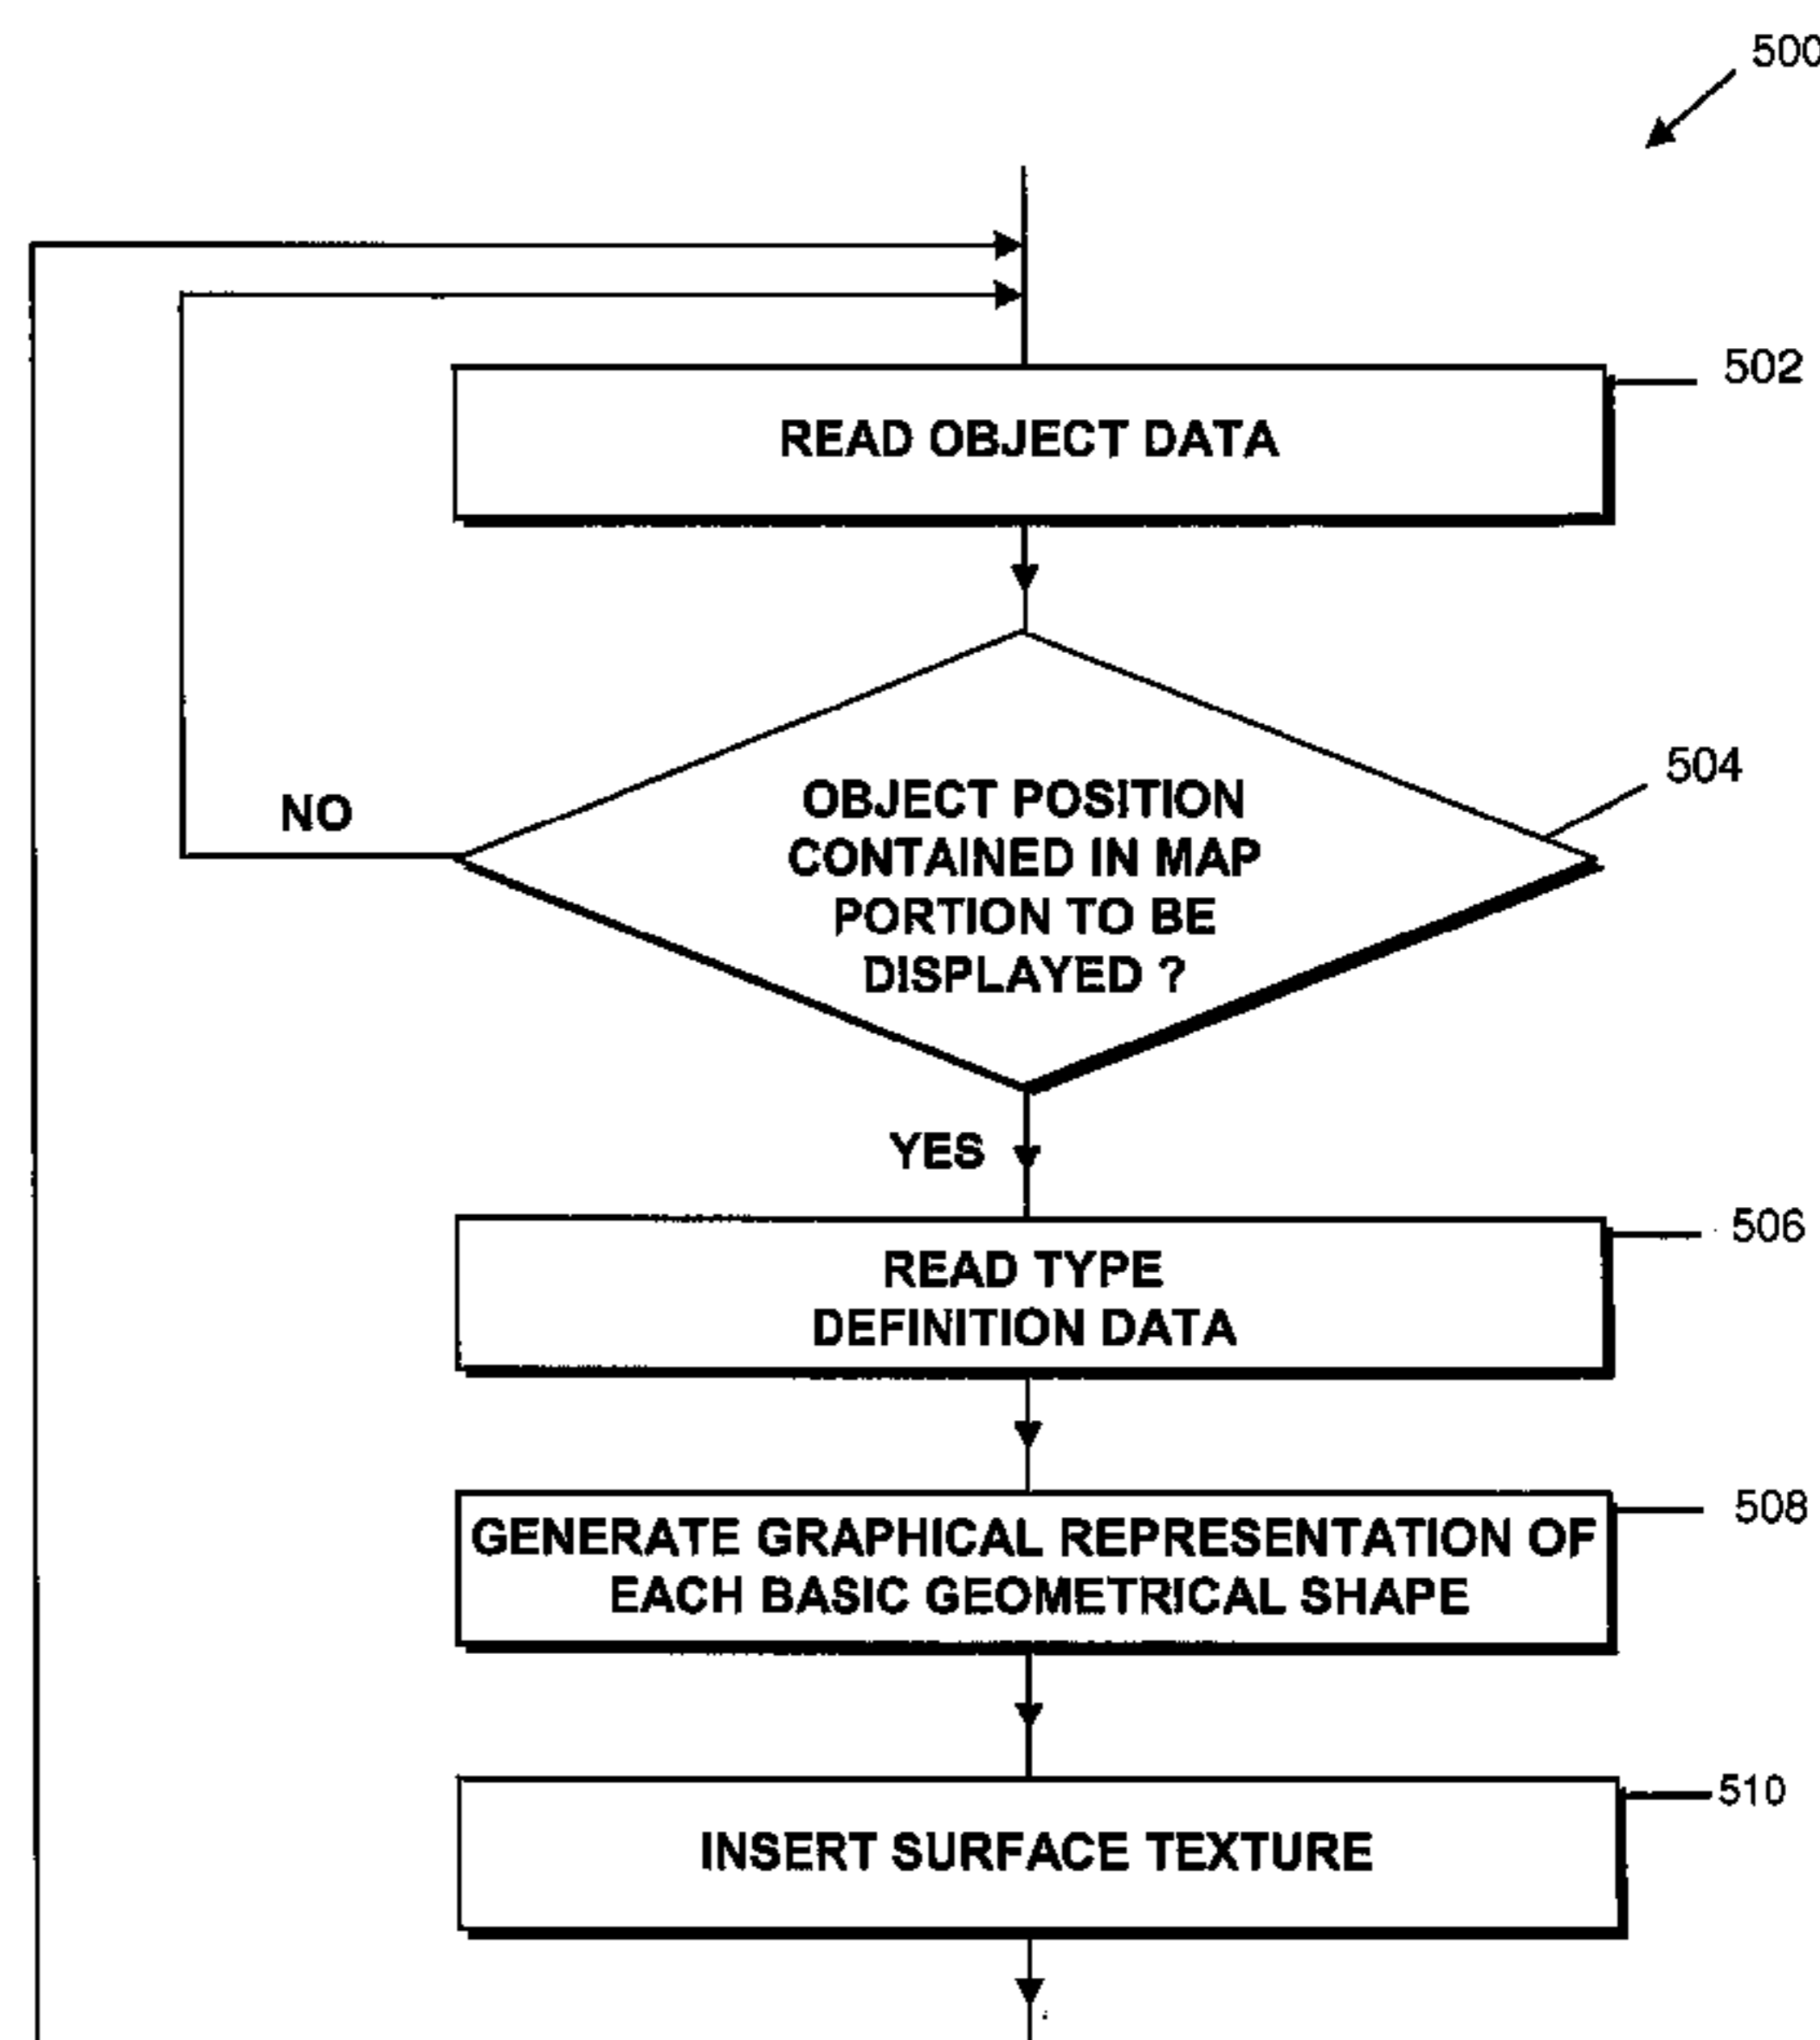 500
502
READ OBJECT DATA
504
OBJECT POSITION
CONTAINED IN MAP
PORTION TO BE
DISPLAYED ?
NO
YES
506
READ TYPE
DEFINITION DATA
508
GENERATE GRAPHICAL REPRESENTATION OF
EACH BASIC GEOMETRICAL SHAPE
510
INSERT SURFACE TEXTURE